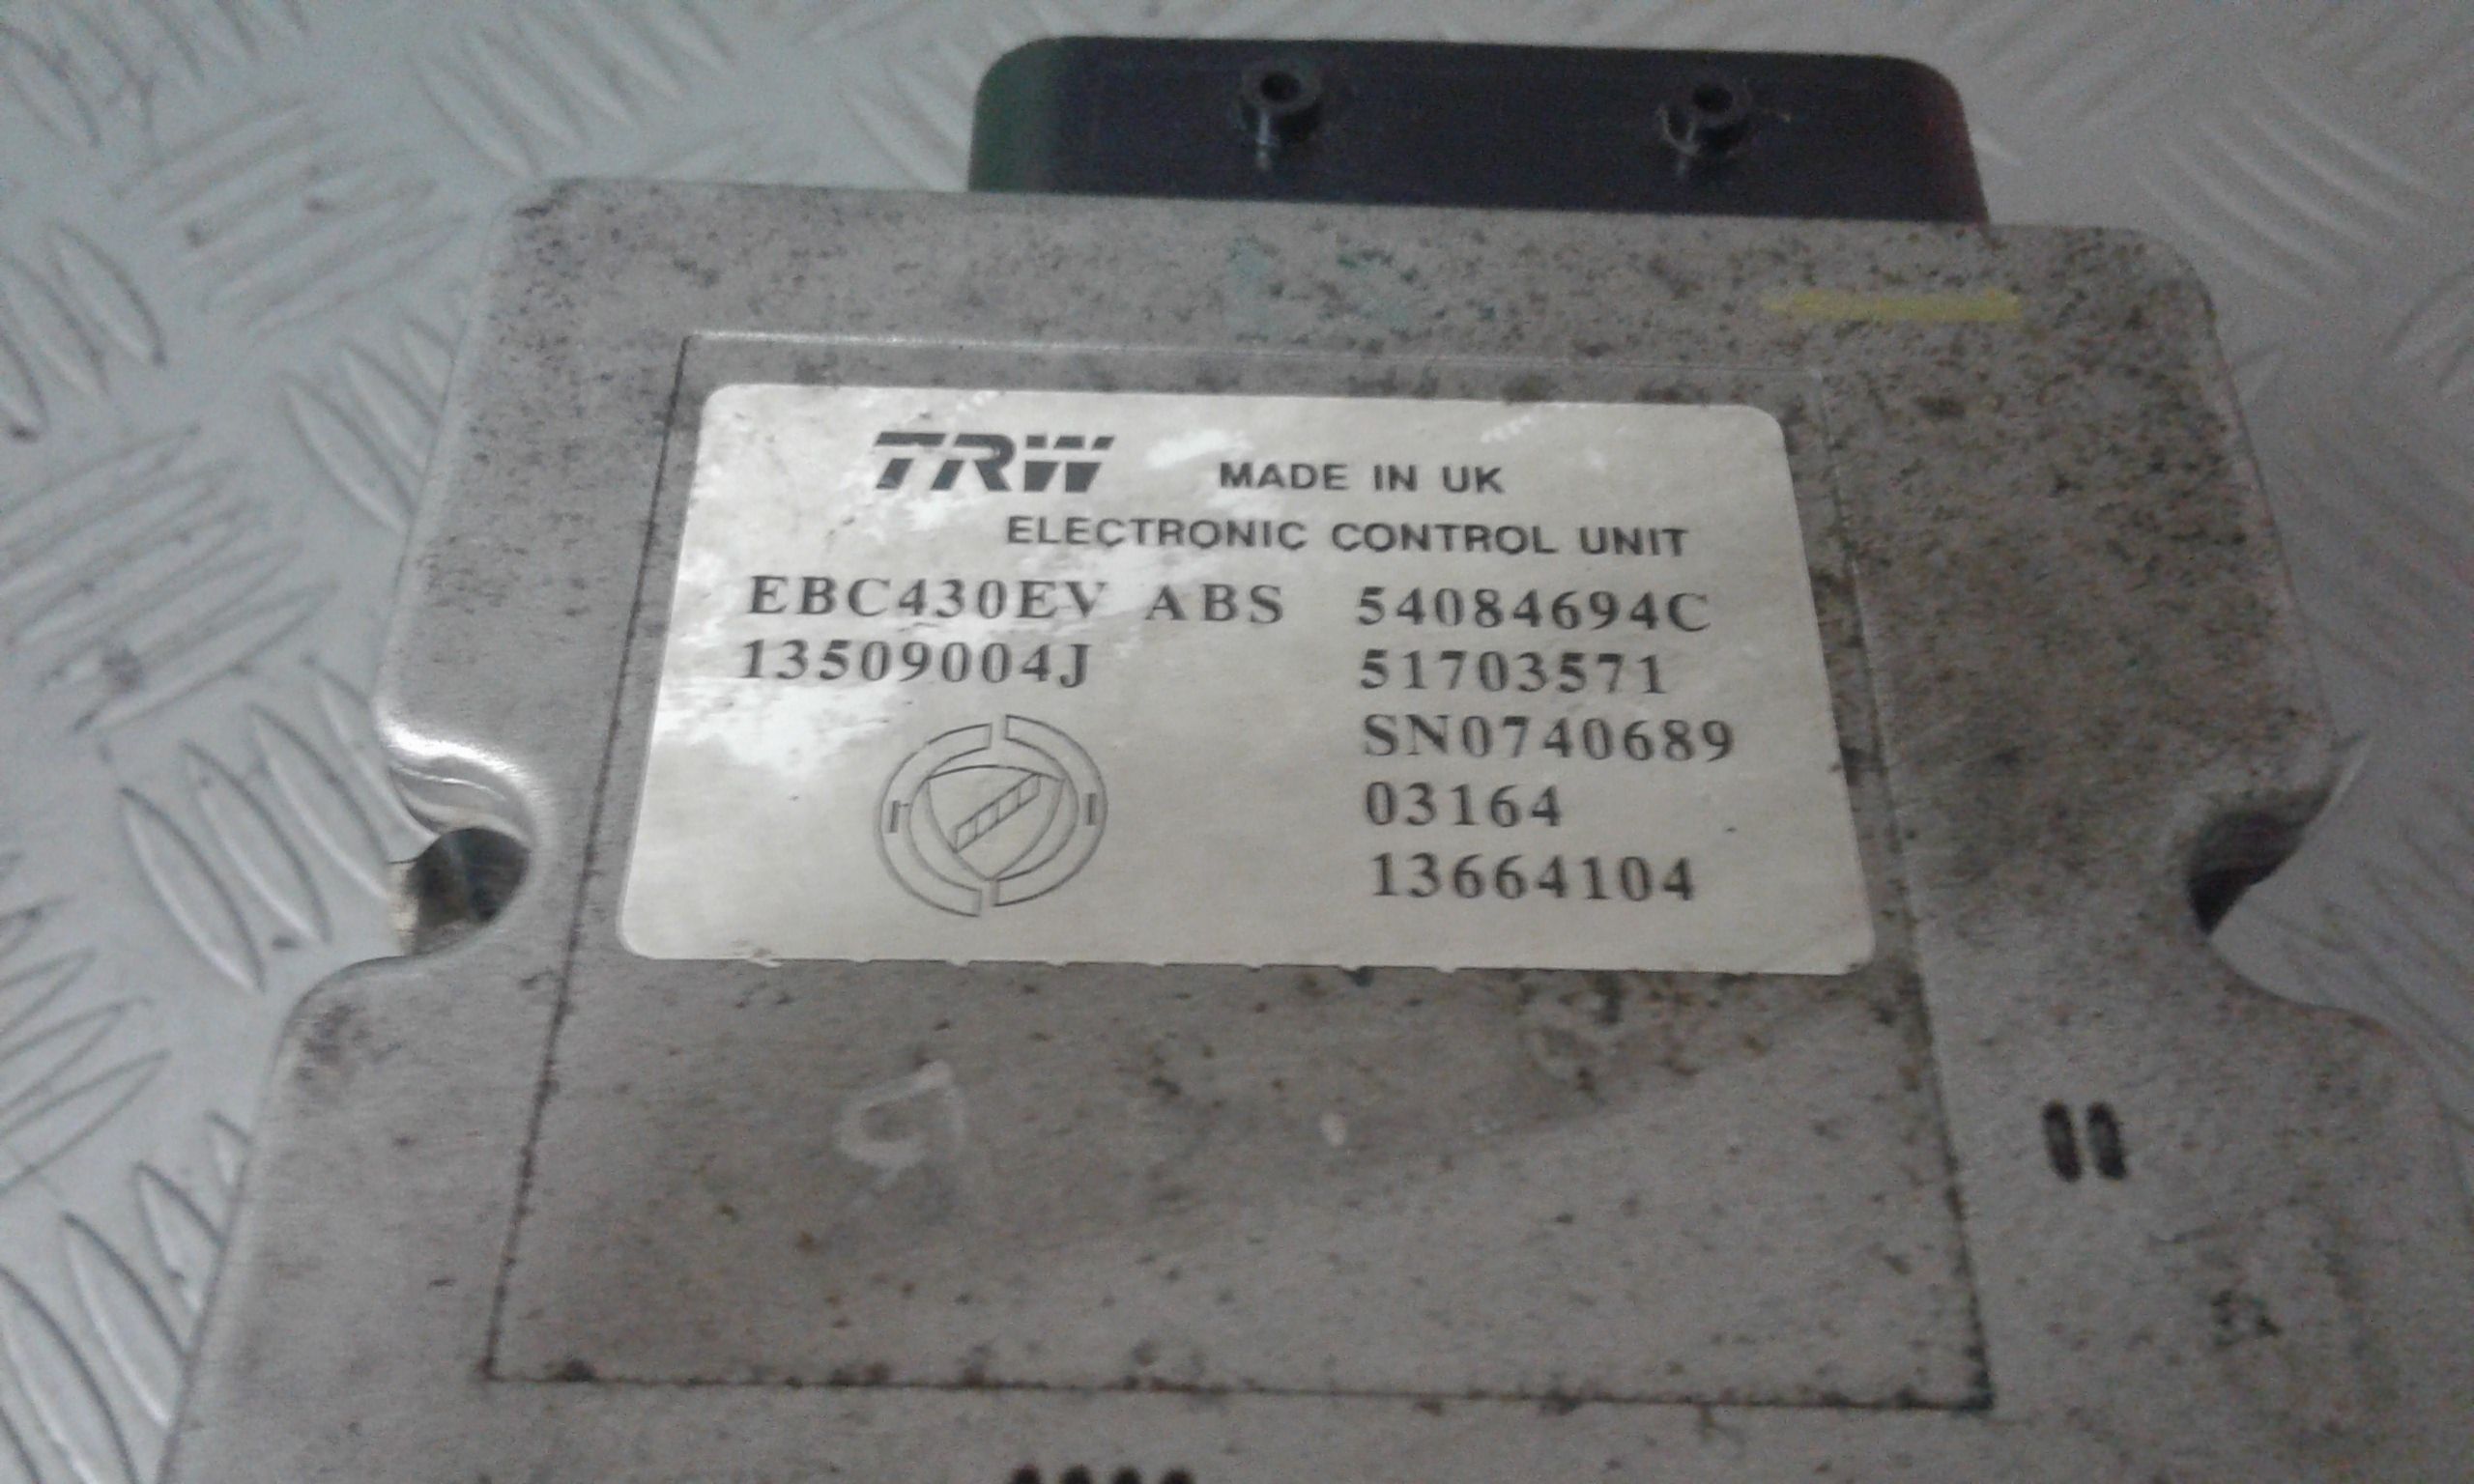 TRW MADE IN UK
ELECTRONIC CONTROL UNIT
EBC430EV ABS 54084694C
13509004J 51703571
SN0740689
03164
13664104